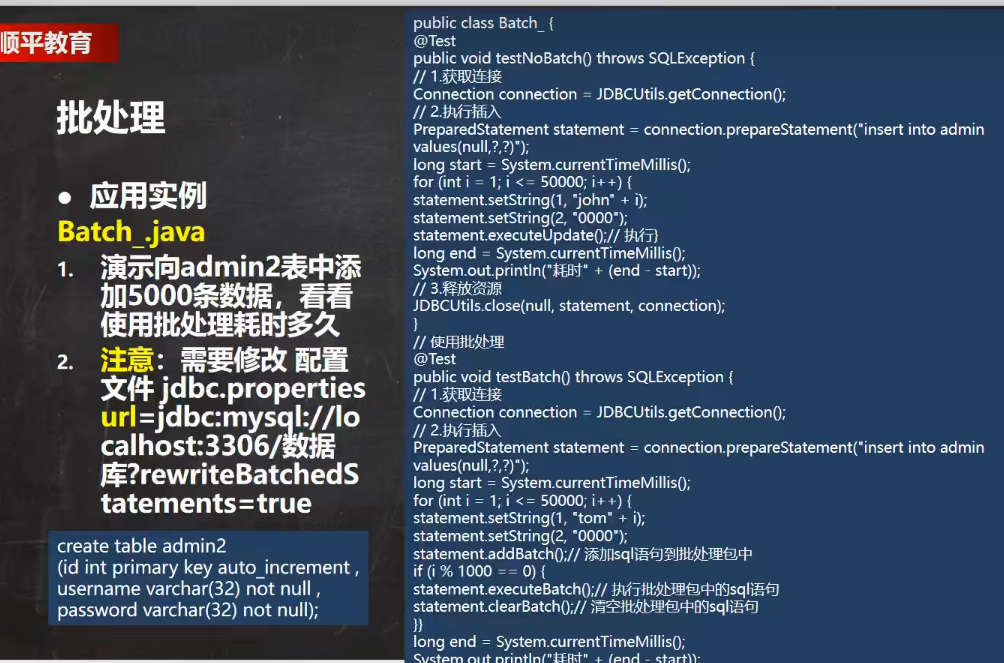 顺平教育
批处理
● 应用实例
Batch_.java
1. 演示向admin2表中添
加5000条数据，看看
使用批处理耗时多久
2. 注意：需要修改 配置
文件 jdbc.properties
url=jdbc:mysql://lo
calhost:3306/数据
库?rewriteBatchedS
tatements=true
create table admin2
(id int primary key auto_increment ,
username varchar(32) not null ,
password varchar(32) not null);
public class Batch_ {
@Test
public void testNoBatch() throws SQLException {
// 1.获取连接
Connection connection = JDBCUtils.getConnection();
// 2.执行插入
PreparedStatement statement = connection.prepareStatement("insert into admin
values(null,?,?)");
long start = System.currentTimeMillis();
for (int i = 1; i <= 50000; i++) {
statement.setString(1, "john" + i);
statement.setString(2, "0000");
statement.executeUpdate();// 执行}
long end = System.currentTimeMillis();
System.out.println("耗时" + (end - start));
// 3.释放资源
JDBCUtils.close(null, statement, connection);
}
// 使用批处理
@Test
public void testBatch() throws SQLException {
// 1.获取连接
Connection connection = JDBCUtils.getConnection();
// 2.执行插入
PreparedStatement statement = connection.prepareStatement("insert into admin
values(null,?,?)");
long start = System.currentTimeMillis();
for (int i = 1; i <= 50000; i++) {
statement.setString(1, "tom" + i);
statement.setString(2, "0000");
statement.addBatch();// 添加sql语句到批处理包中
if (i % 1000 == 0) {
statement.executeBatch();// 执行批处理包中的sql语句
statement.clearBatch();// 清空批处理包中的sql语句
}}
long end = System.currentTimeMillis();
System.out.println("耗时" + (end - start));